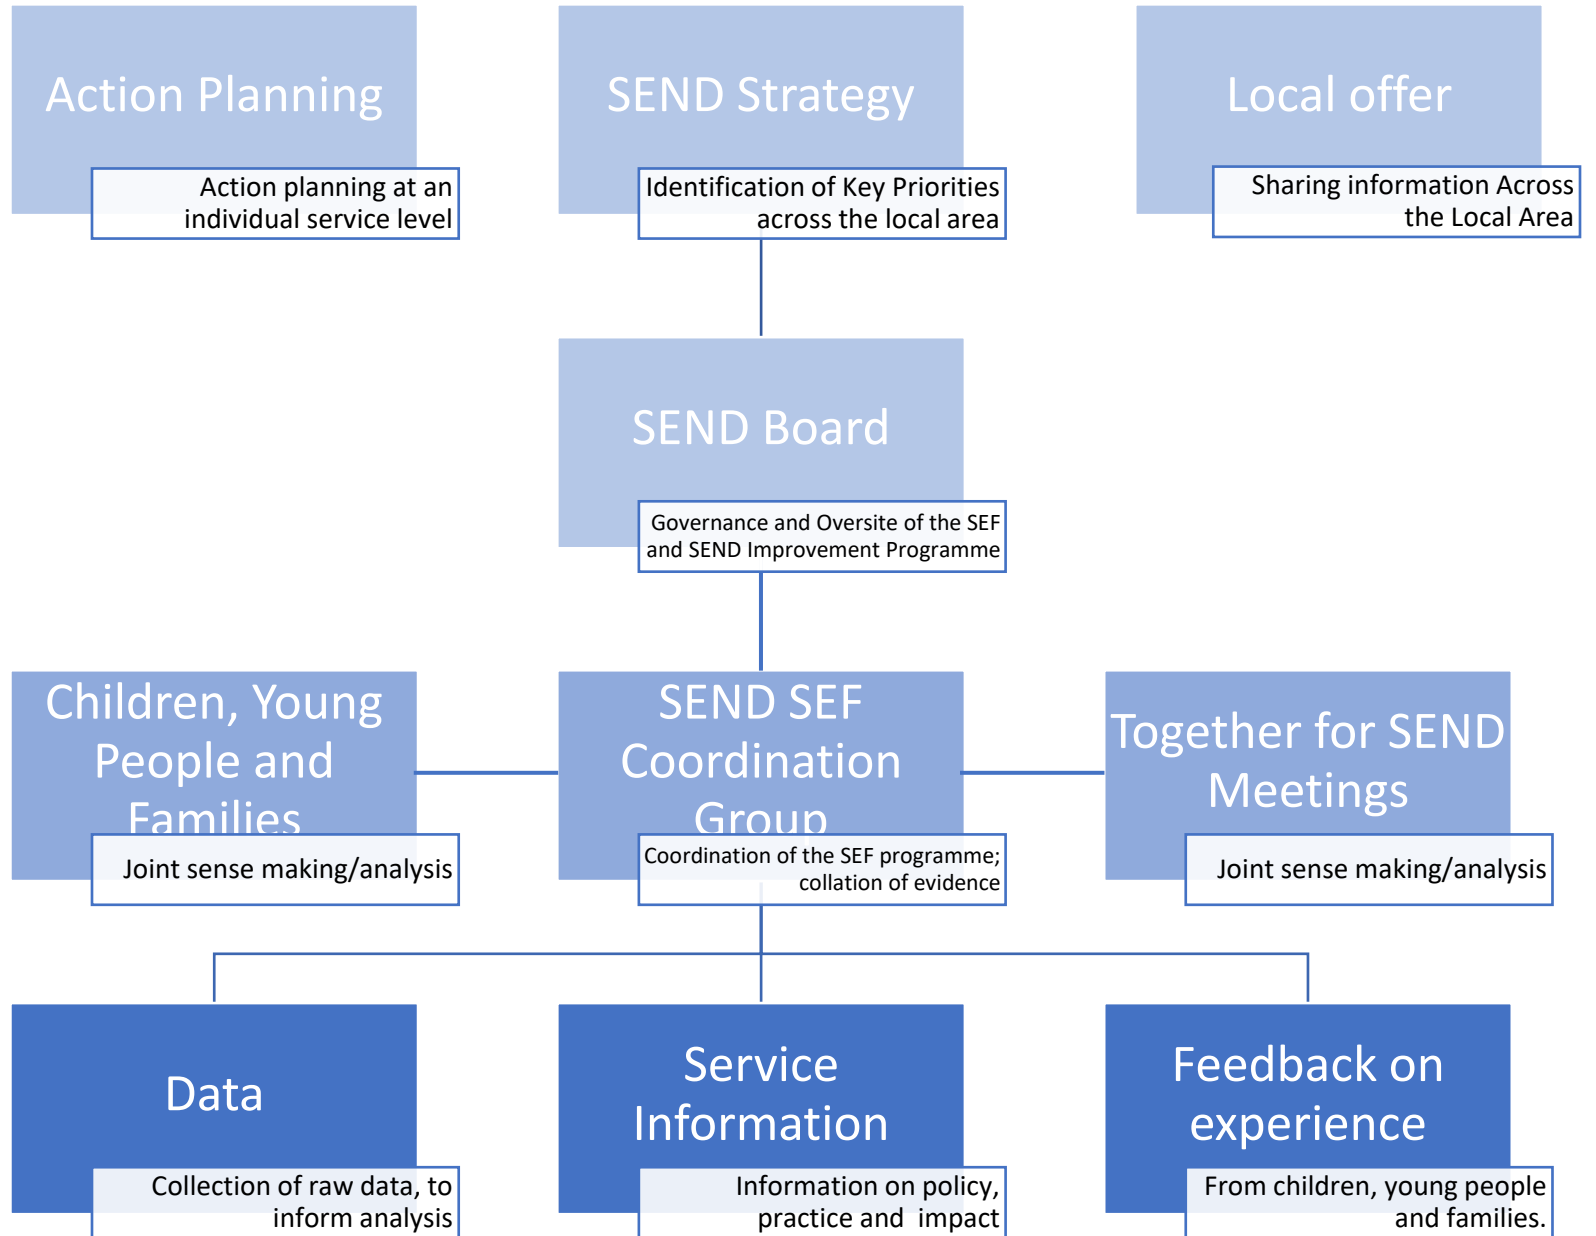 Action Planning
Action planning at an
individual service level
SEND Strategy
Identification of Key Priorities
across the local area
Local offer
Sharing information Across
the Local Area
SEND Board
Governance and Oversite of the SEF
and SEND Improvement Programme
Children, Young
People and
Families
Joint sense making/analysis
SEND SEF
Coordination
Group
Coordination of the SEF programme;
collation of evidence
Together for SEND
Meetings
Joint sense making/analysis
Data
Collection of raw data, to
inform analysis
Service
Information
Information on policy,
practice and impact
Feedback on
experience
From children, young people
and families.